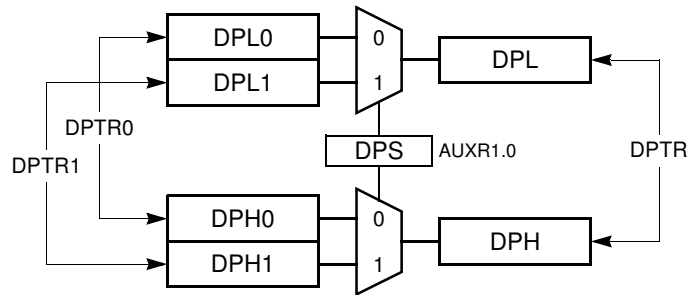 DPL0
0
DPL
DPL1
1
DPTR0
DPTR1
DPS
AUXR1.0
DPTR
DPH0
0
DPH
DPH1
1